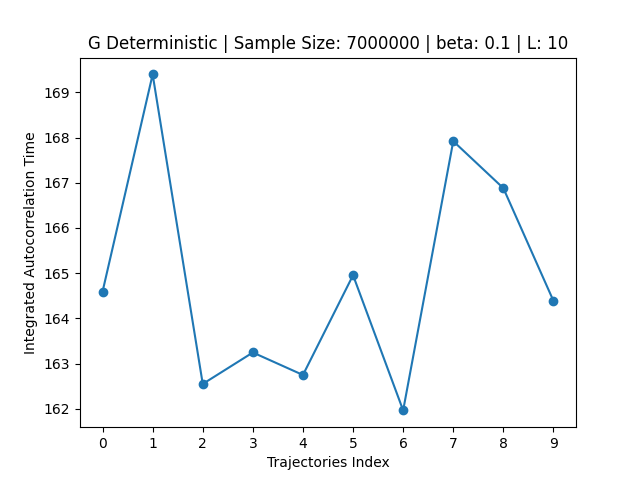 G Deterministic | Sample Size: 7000000 | beta: 0.1 | L: 10
Integrated Autocorrelation Time
169
168
167
166
165
164
163
162
0 1 2 3 4 5 6 7 8 9
Trajectories Index